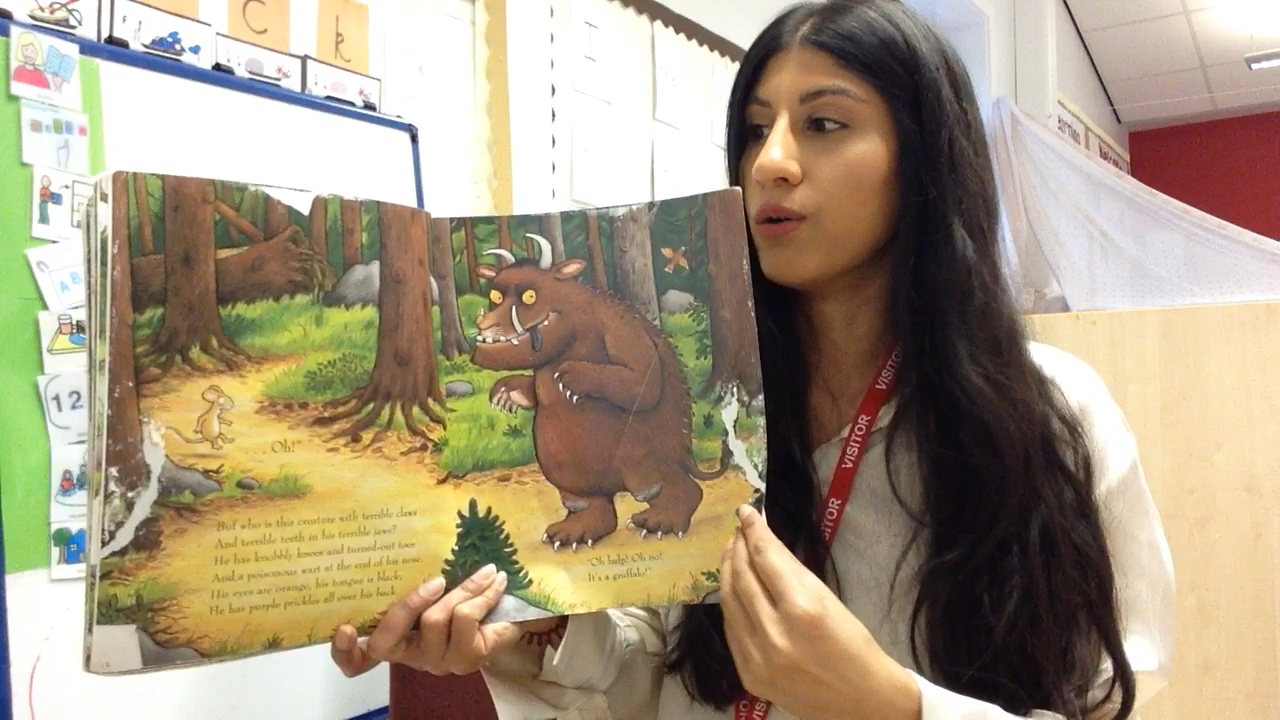 C k
I
A B
12
... Oh!"
But who is this creature with terrible claws
And terrible teeth in his terrible jaws?
He has knobbly knees and turned-out toes
And a poisonous wart at the end of his nose.
His eyes are orange, his tongue is black;
He has purple prickles all over his back.
"Oh help! Oh no!
It's a gruffalo!"
VISITOR
VISITOR
VISITOR